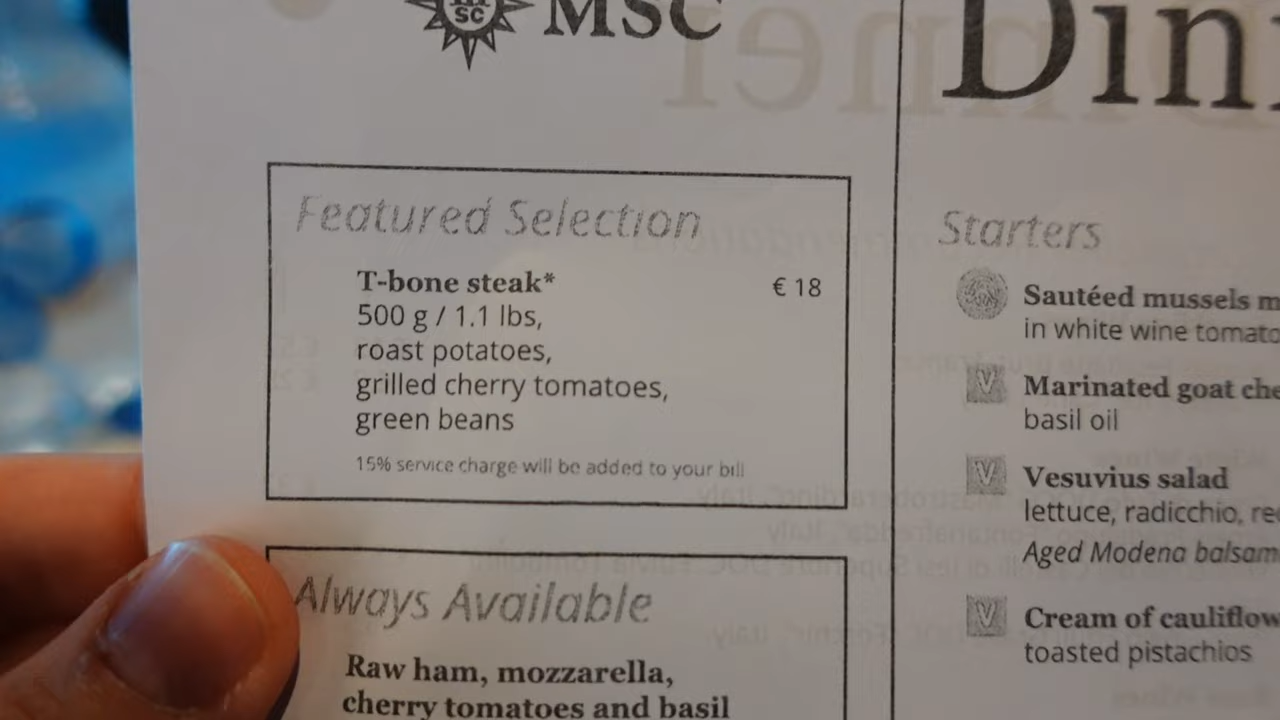 SC MSC
Featured Selection
T-bone steak* € 18
500 g / 1.1 lbs,
roast potatoes,
grilled cherry tomatoes,
green beans
15% service charge will be added to your bill
Always Available
Raw ham, mozzarella,
cherry tomatoes and basil
Starters
Sautéed mussels
in white wine
V Marinated goat
basil oil
V Vesuvius salad
lettuce, radicchio,
Aged Modena
V Cream of
toasted pistachios